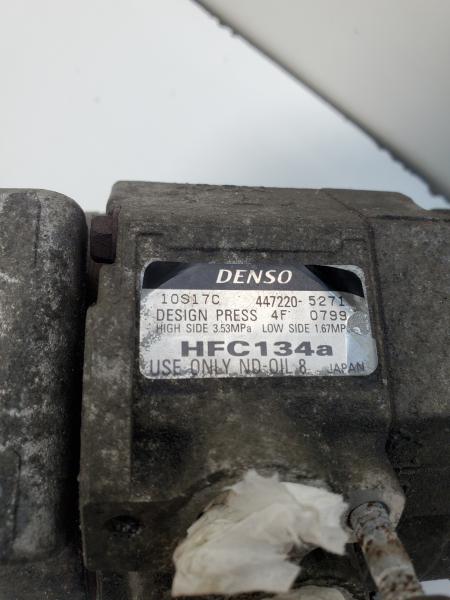 DENSO
10S17C 447220-5271
DESIGN PRESS 4F 0799
HIGH SIDE 3.53MPa LOW SIDE 1.67MP
HFC134a
USE ONLY ND-OIL 8 JAPAN